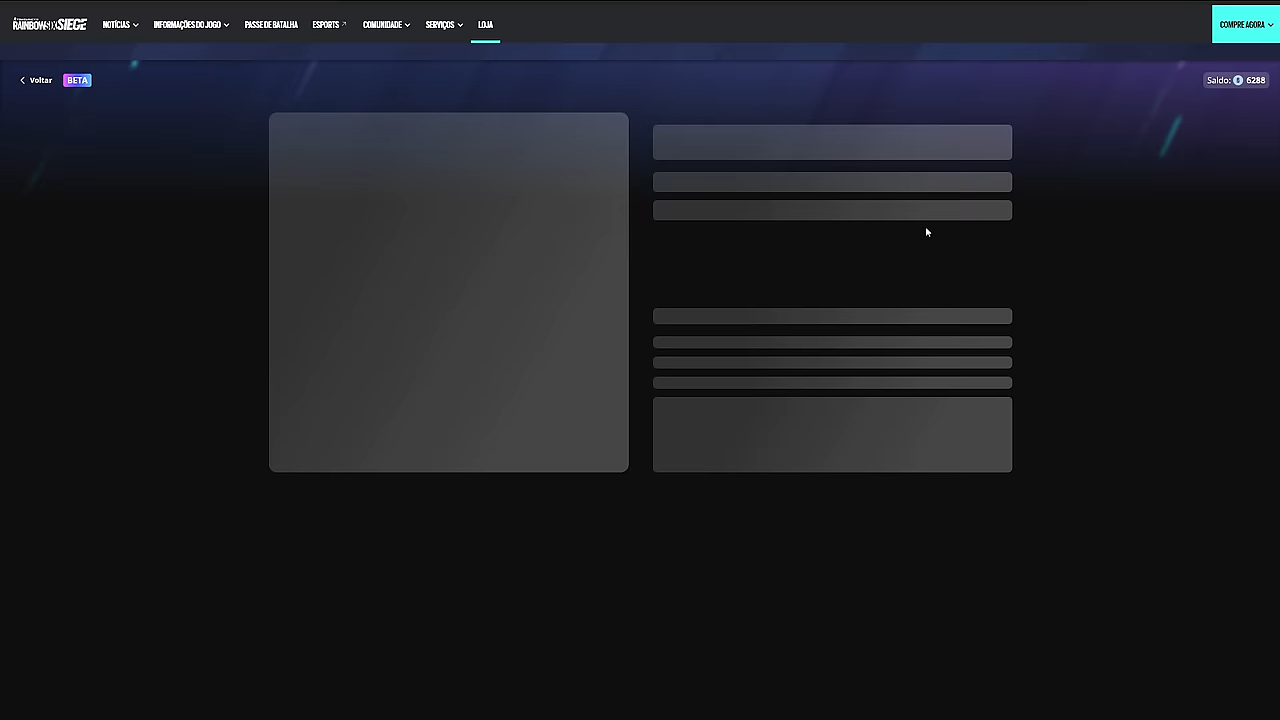 RAINBOW SIX SIEGE
NOTÍCIAS
INFORMAÇÕES DO JOGO
PASSE DE BATALHA
ESPORTS
COMUNIDADE
SERVIÇOS
LOJA
COMPRE AGORA
Voltar
BETA
Saldo: 6288